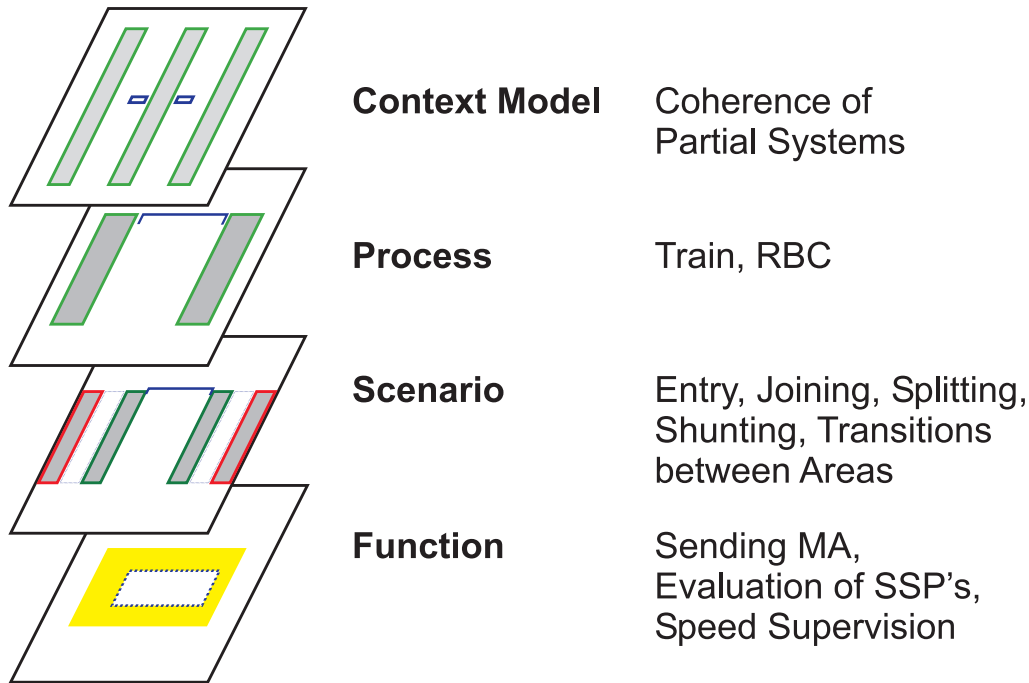 Context Model
Coherence of
Partial Systems
Process
Train, RBC
Scenario
Entry, Joining, Splitting,
Shunting, Transitions
between Areas
Function
Sending MA,
Evaluation of SSP's,
Speed Supervision